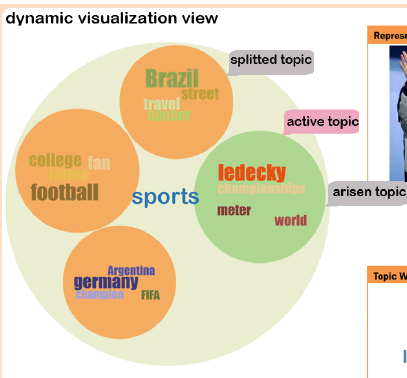 dynamic visualization view
Represe
splitted topic
Brazil
street
travel
soccer
active topic
college
fan
football
sports
ledecky
championships
meter
world
arisen topic
Argentina
germany
champion
FIFA
Topic W